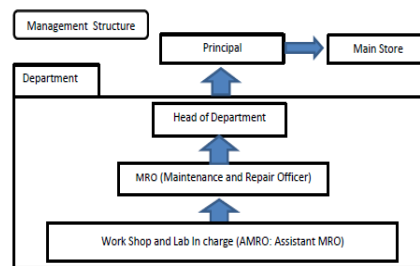 Management Structure
Principal
Main Store
Department
Head of Department
MRO (Maintenance and Repair Officer)
Work Shop and Lab In charge (AMRO: Assistant MRO)